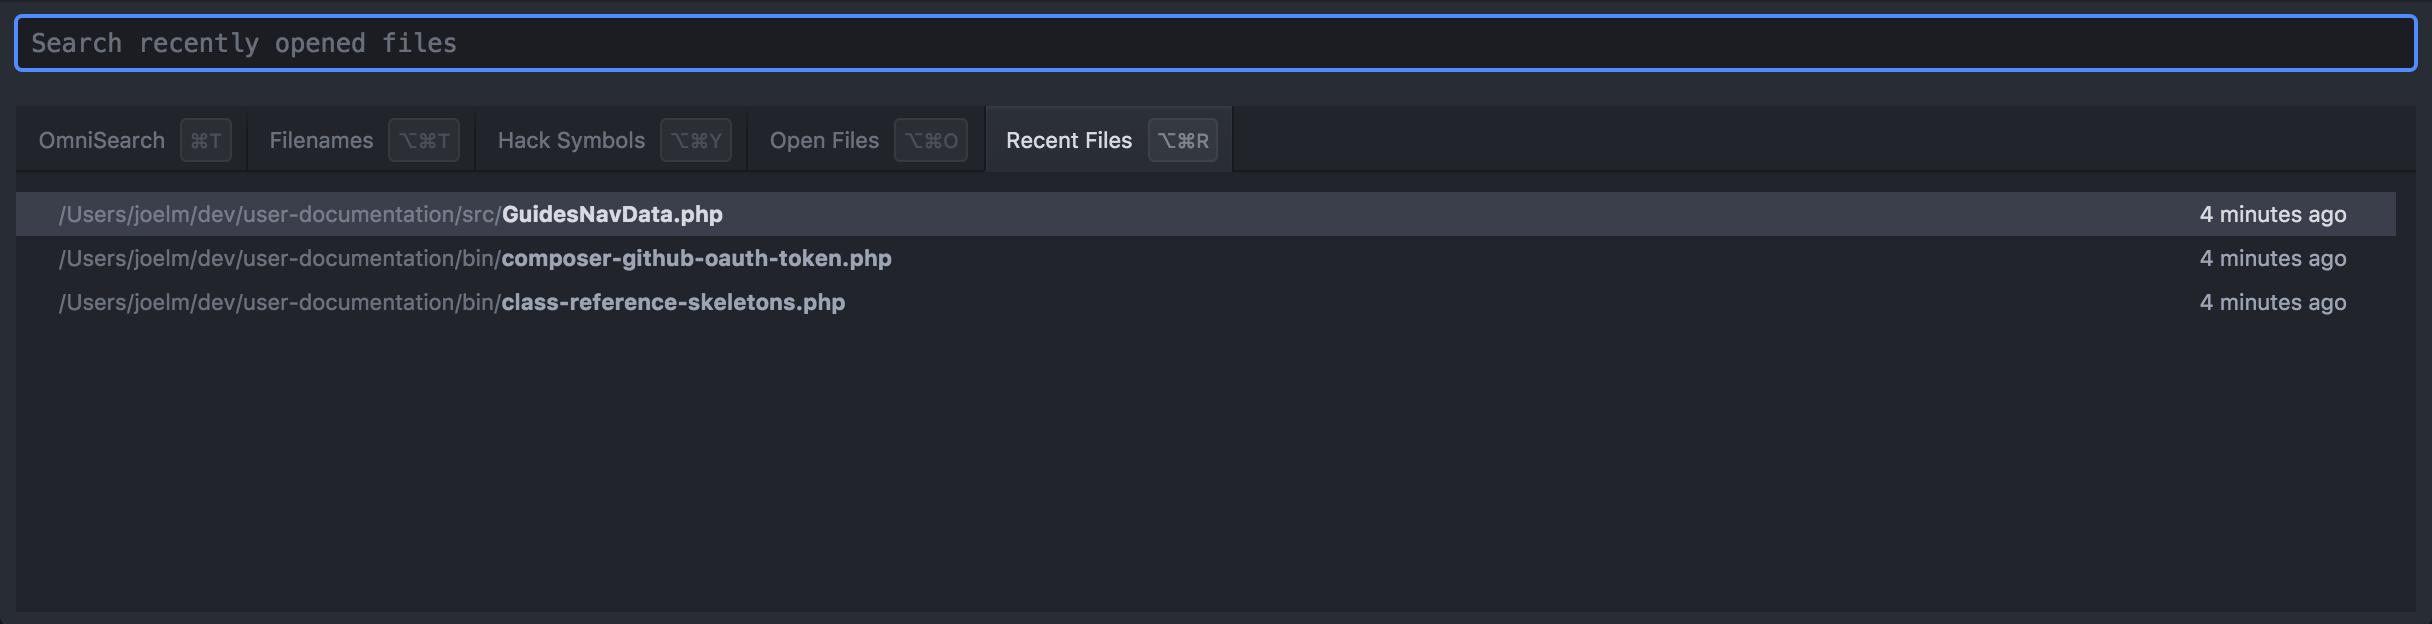 Search recently opened files
OmniSearch ⌘T Filenames ⌥⌘T Hack Symbols ⌥⌘Y Open Files ⌥⌘O Recent Files ⌥⌘R
/Users/joelm/dev/user-documentation/src/GuidesNavData.php 4 minutes ago
/Users/joelm/dev/user-documentation/bin/composer-github-oauth-token.php 4 minutes ago
/Users/joelm/dev/user-documentation/bin/class-reference-skeletons.php 4 minutes ago